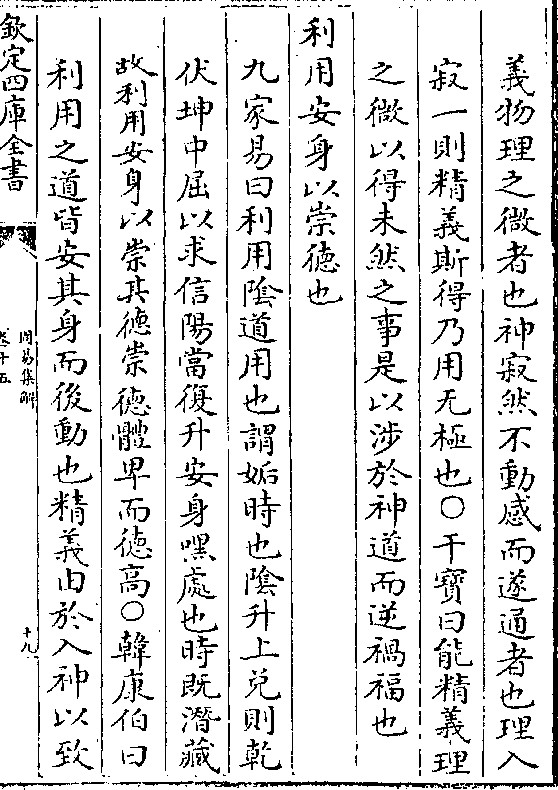 義物理之微者也神寂然不動感而遂通者也理入
寂一則精義斯得乃用无極也〇干寶曰能精義理
之微以得未然之事是以涉於神道而逆禍福也
利用安身以崇德也
九家易曰利用隂道用也謂姤時也隂升上兊則乾
伏坤中屈以求信陽當復升安身嘿處也時既潛藏
故利用安身以崇其德崇德體卑而德高〇韓康伯曰
利用之道皆安其身而後動也精義由於入神以致
欽定四庫全書
周易集解
卷十五
十九